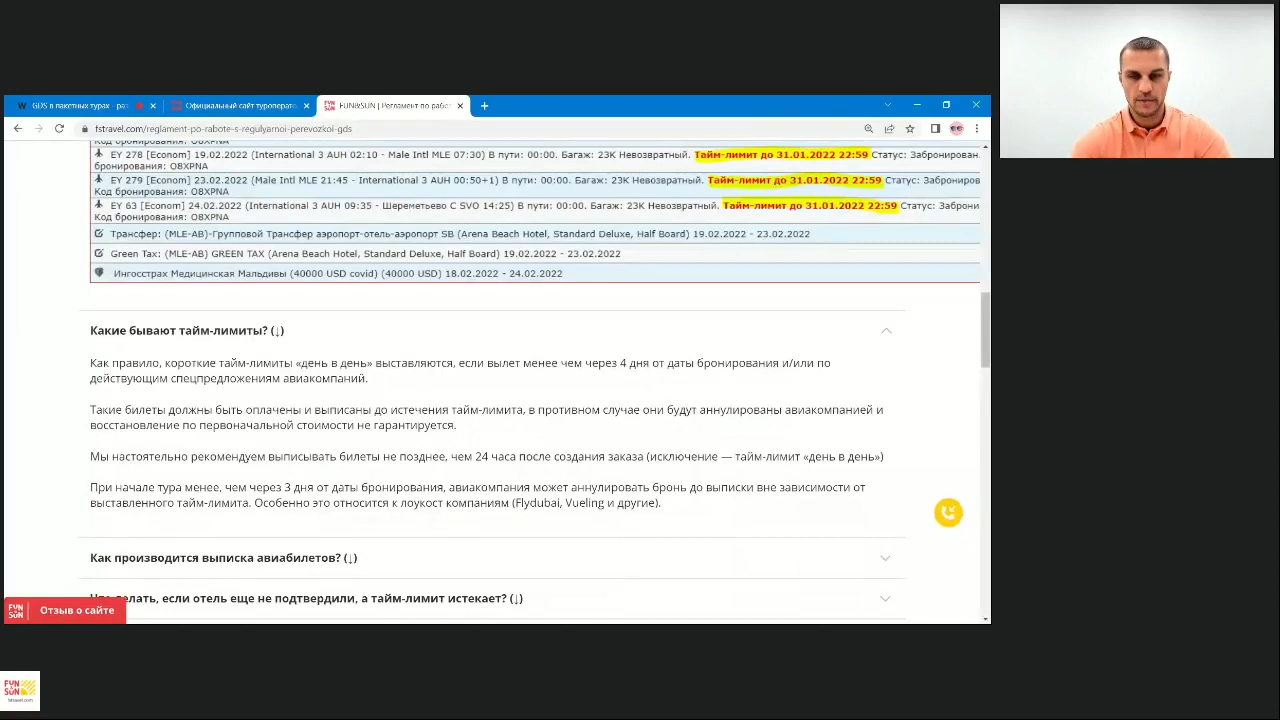 GDS в пакетных турах - раз
Официальный сайт туроперато
FUN&SUN | Регламент по рабо
fstravel.com/reglament-po-rabote-s-regulyarnoi-perevozkoi-gds
Код бронирования: O8XPNA
EY 278 [Econom] 19.02.2022 (International 3 AUH 02:10 - Male Intl MLE 07:30) В пути: 00:00. Багаж: 23K Невозвратный. Тайм-лимит до 31.01.2022 22:59 Статус: Забронирован.
бронирования: O8XPNA
EY 279 [Econom] 23.02.2022 (Male Intl MLE 21:45 - International 3 AUH 00:50+1) В пути: 00:00. Багаж: 23K Невозвратный. Тайм-лимит до 31.01.2022 22:59 Статус: Заброниров
Код бронирования: O8XPNA
EY 63 [Econom] 24.02.2022 (International 3 AUH 09:35 - Шереметьево C SVO 14:25) В пути: 00:00. Багаж: 23K Невозвратный. Тайм-лимит до 31.01.2022 22:59 Статус: Заброни
Код бронирования: O8XPNA
Трансфер: (MLE-AB)-Групповой Трансфер аэропорт-отель-аэропорт SB (Arena Beach Hotel, Standard Deluxe, Half Board) 19.02.2022 - 23.02.2022
Green Tax: (MLE-AB) GREEN TAX (Arena Beach Hotel, Standard Deluxe, Half Board) 19.02.2022 - 23.02.2022
Ингосстрах Медицинская Мальдивы (40000 USD covid) (40000 USD) 18.02.2022 - 24.02.2022
Какие бывают тайм-лимиты? (↓)
Как правило, короткие тайм-лимиты «день в день» выставляются, если вылет менее чем через 4 дня от даты бронирования и/или по
действующим спецпредложениям авиакомпаний.
Такие билеты должны быть оплачены и выписаны до истечения тайм-лимита, в противном случае они будут аннулированы авиакомпанией и
восстановление по первоначальной стоимости не гарантируется.
Мы настоятельно рекомендуем выписывать билеты не позднее, чем 24 часа после создания заказа (исключение — тайм-лимит «день в день»)
При начале тура менее, чем через 3 дня от даты бронирования, авиакомпания может аннулировать бронь до выписки вне зависимости от
выставленного тайм-лимита. Особенно это относится к лоукост компаниям (Flydubai, Vueling и другие).
Как производится выписка авиабилетов? (↓)
Что делать, если отель еще не подтвердили, а тайм-лимит истекает? (↓)
FUN
&SUN
Отзыв о сайте
FUN
&SUN
fstravel.com